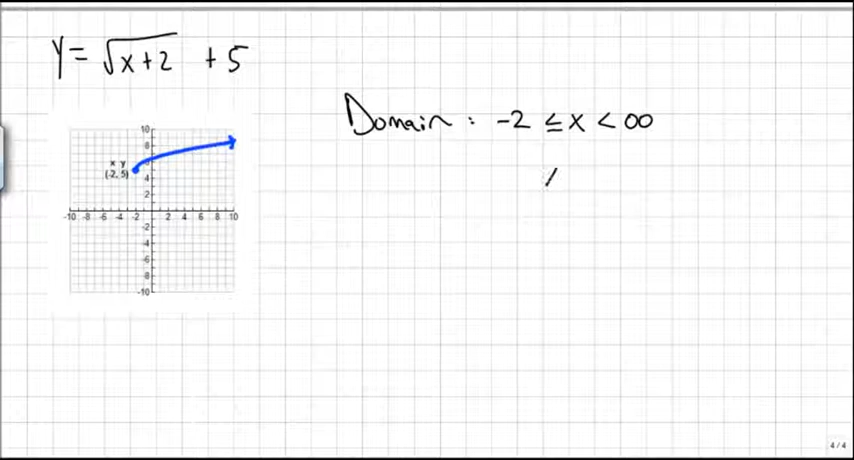 y = √x+2 + 5
Domain: -2 ≤ x < ∞
10
8
x y
(-2, 5)
6
4
2
-10 -8 -6 -4 -2 2 4 6 8 10
-2
-4
-6
8
-10
4 / 4